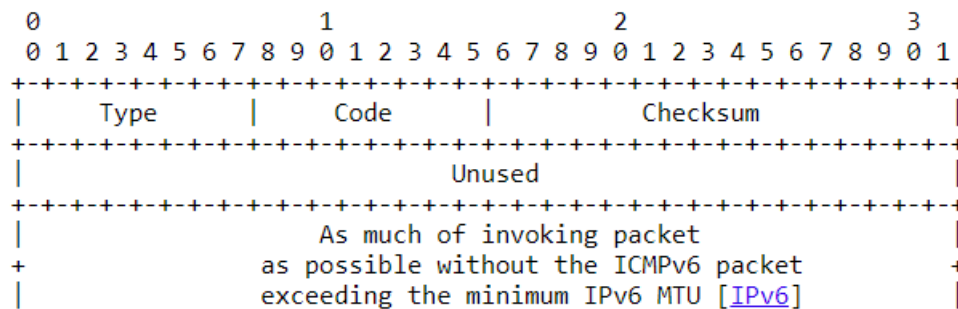 0                   1                   2                   3
0 1 2 3 4 5 6 7 8 9 0 1 2 3 4 5 6 7 8 9 0 1 2 3 4 5 6 7 8 9 0 1
+-+-+-+-+-+-+-+-+-+-+-+-+-+-+-+-+-+-+-+-+-+-+-+-+-+-+-+-+-+-+-+-+
|     Type      |     Code      |          Checksum             |
+-+-+-+-+-+-+-+-+-+-+-+-+-+-+-+-+-+-+-+-+-+-+-+-+-+-+-+-+-+-+-+-+
|                             Unused                            |
+-+-+-+-+-+-+-+-+-+-+-+-+-+-+-+-+-+-+-+-+-+-+-+-+-+-+-+-+-+-+-+-+
|                    As much of invoking packet                 |
+                as possible without the ICMPv6 packet          +
|                exceeding the minimum IPv6 MTU [IPv6]          |